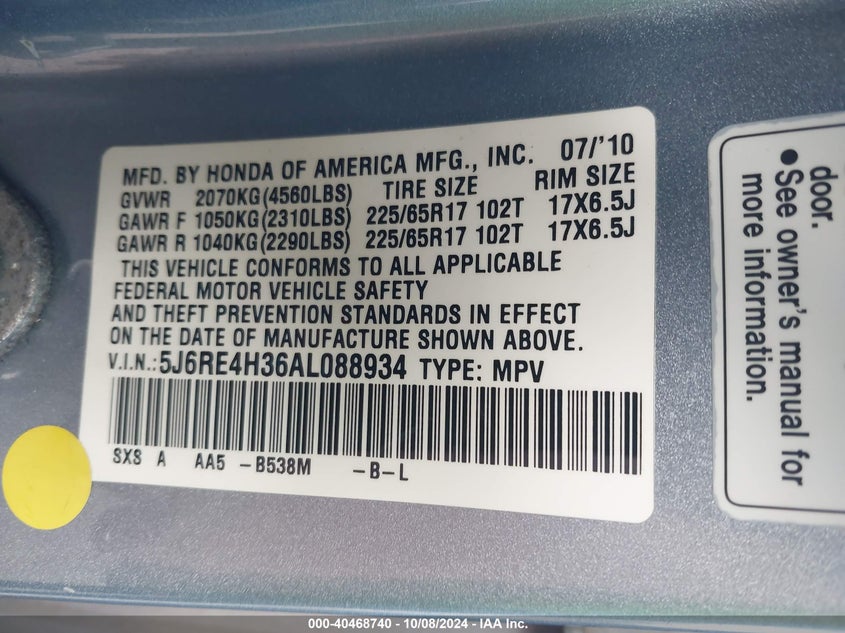 MFD. BY HONDA OF AMERICA MFG., INC. 07/'10
GVWR 2070KG(4560LBS) TIRE SIZE RIM SIZE
GAWR F 1050KG(2310LBS) 225/65R17 102T 17X6.5J
GAWR R 1040KG(2290LBS) 225/65R17 102T 17X6.5J
THIS VEHICLE CONFORMS TO ALL APPLICABLE
FEDERAL MOTOR VEHICLE SAFETY
AND THEFT PREVENTION STANDARDS IN EFFECT
ON THE DATE OF MANUFACTURE SHOWN ABOVE.
V.I.N.:5J6RE4H36AL088934 TYPE: MPV
SXS A AA5 -B538M -B-L
door.
● See owner's manual for
more information.
000-40468740 - 10/08/2024 - IAA Inc.